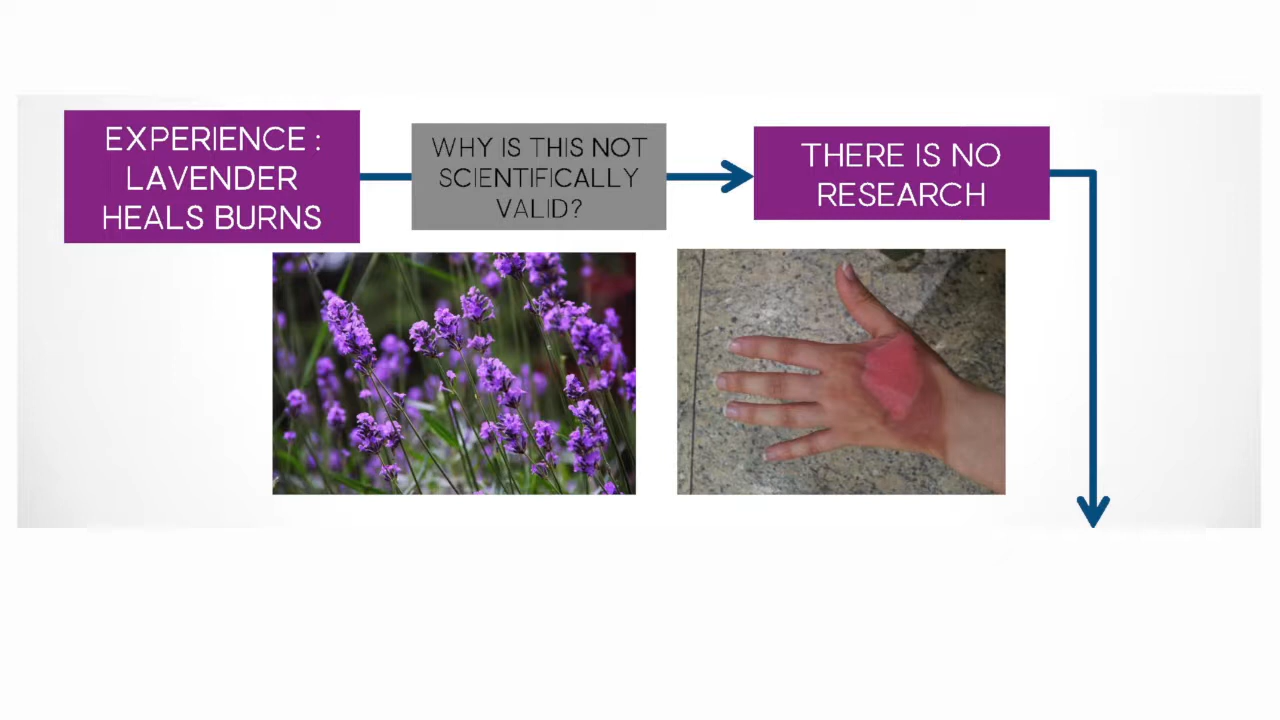 EXPERIENCE :
LAVENDER
HEALS BURNS
WHY IS THIS NOT
SCIENTIFICALLY
VALID?
THERE IS NO
RESEARCH